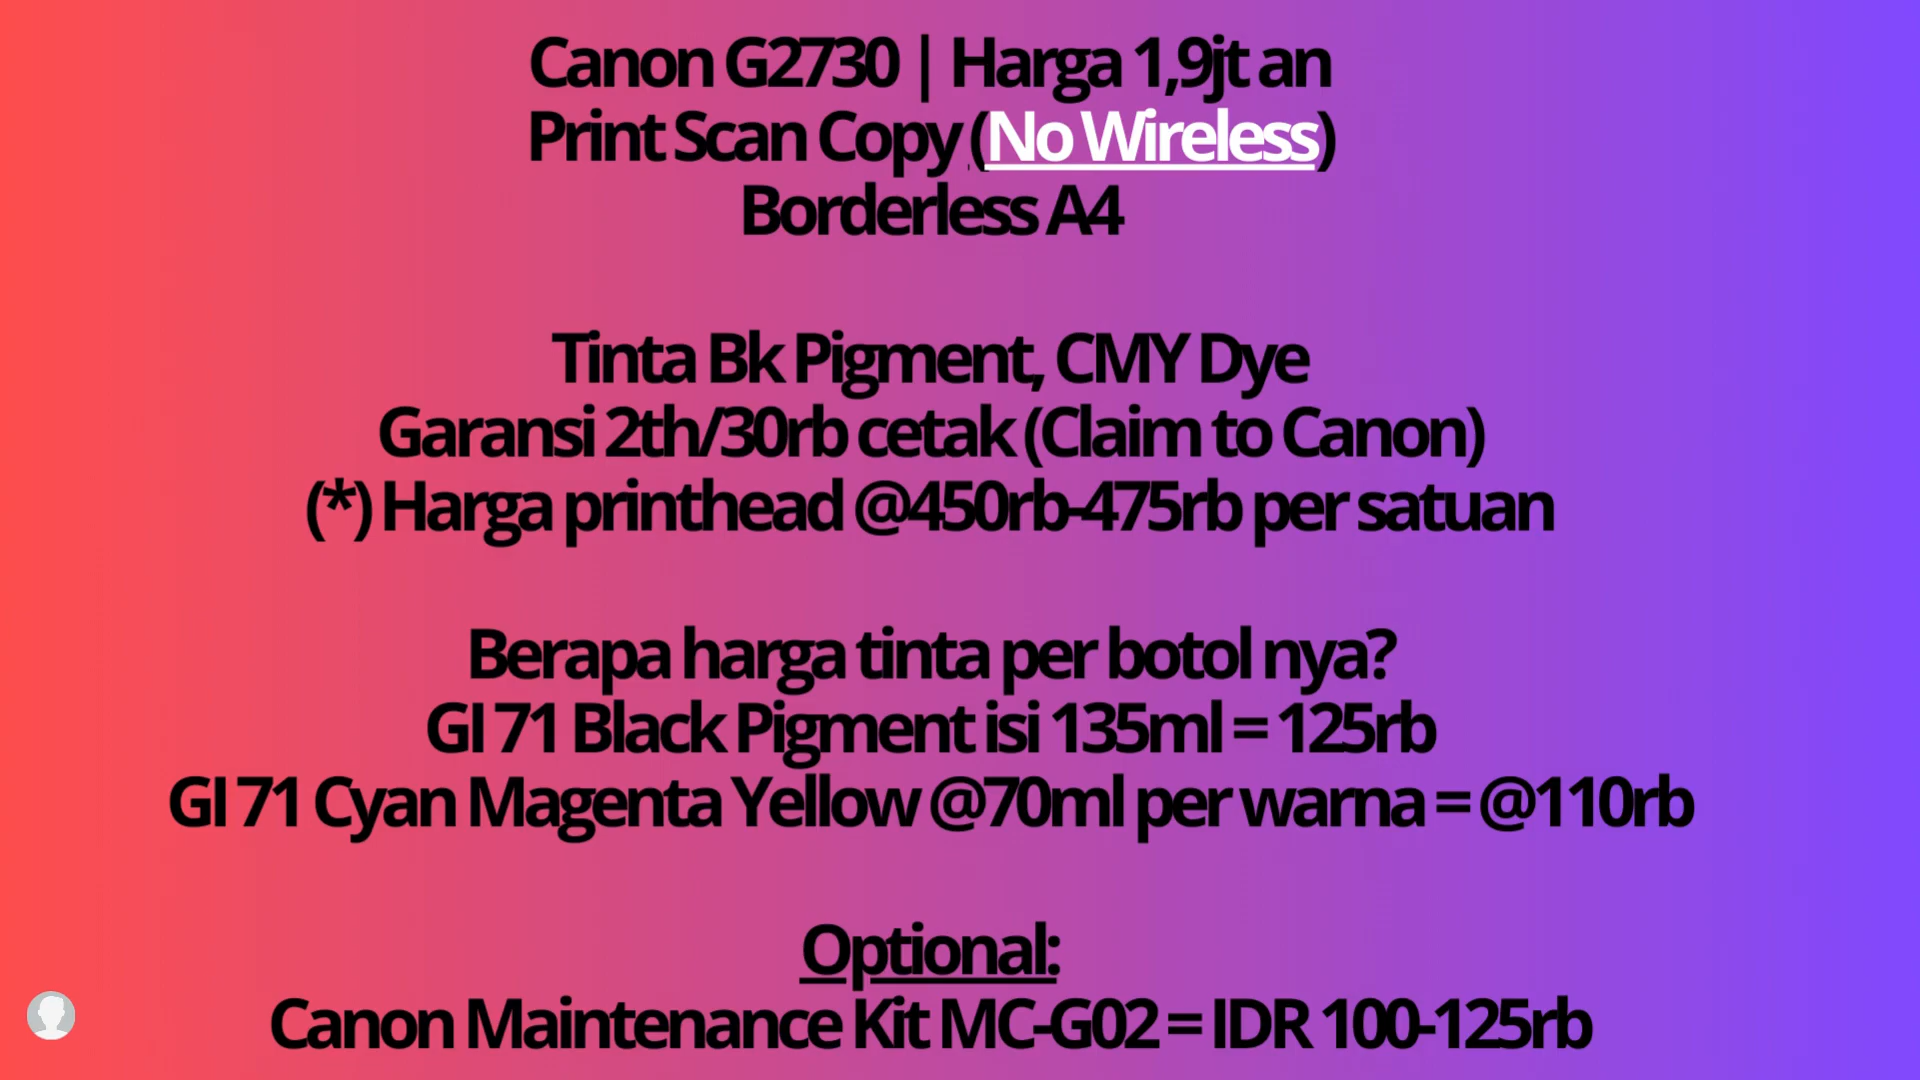 Canon G2730 | Harga 1,9jt an
Print Scan Copy (No Wireless)
Borderless A4
Tinta Bk Pigment, CMY Dye
Garansi 2th/30rb cetak (Claim to Canon)
(*) Harga printhead @450rb-475rb per satuan
Berapa harga tinta per botol nya?
GI 71 Black Pigment isi 135ml = 125rb
GI 71 Cyan Magenta Yellow @70ml per warna = @110rb
Optional:
Canon Maintenance Kit MC-G02 = IDR 100-125rb